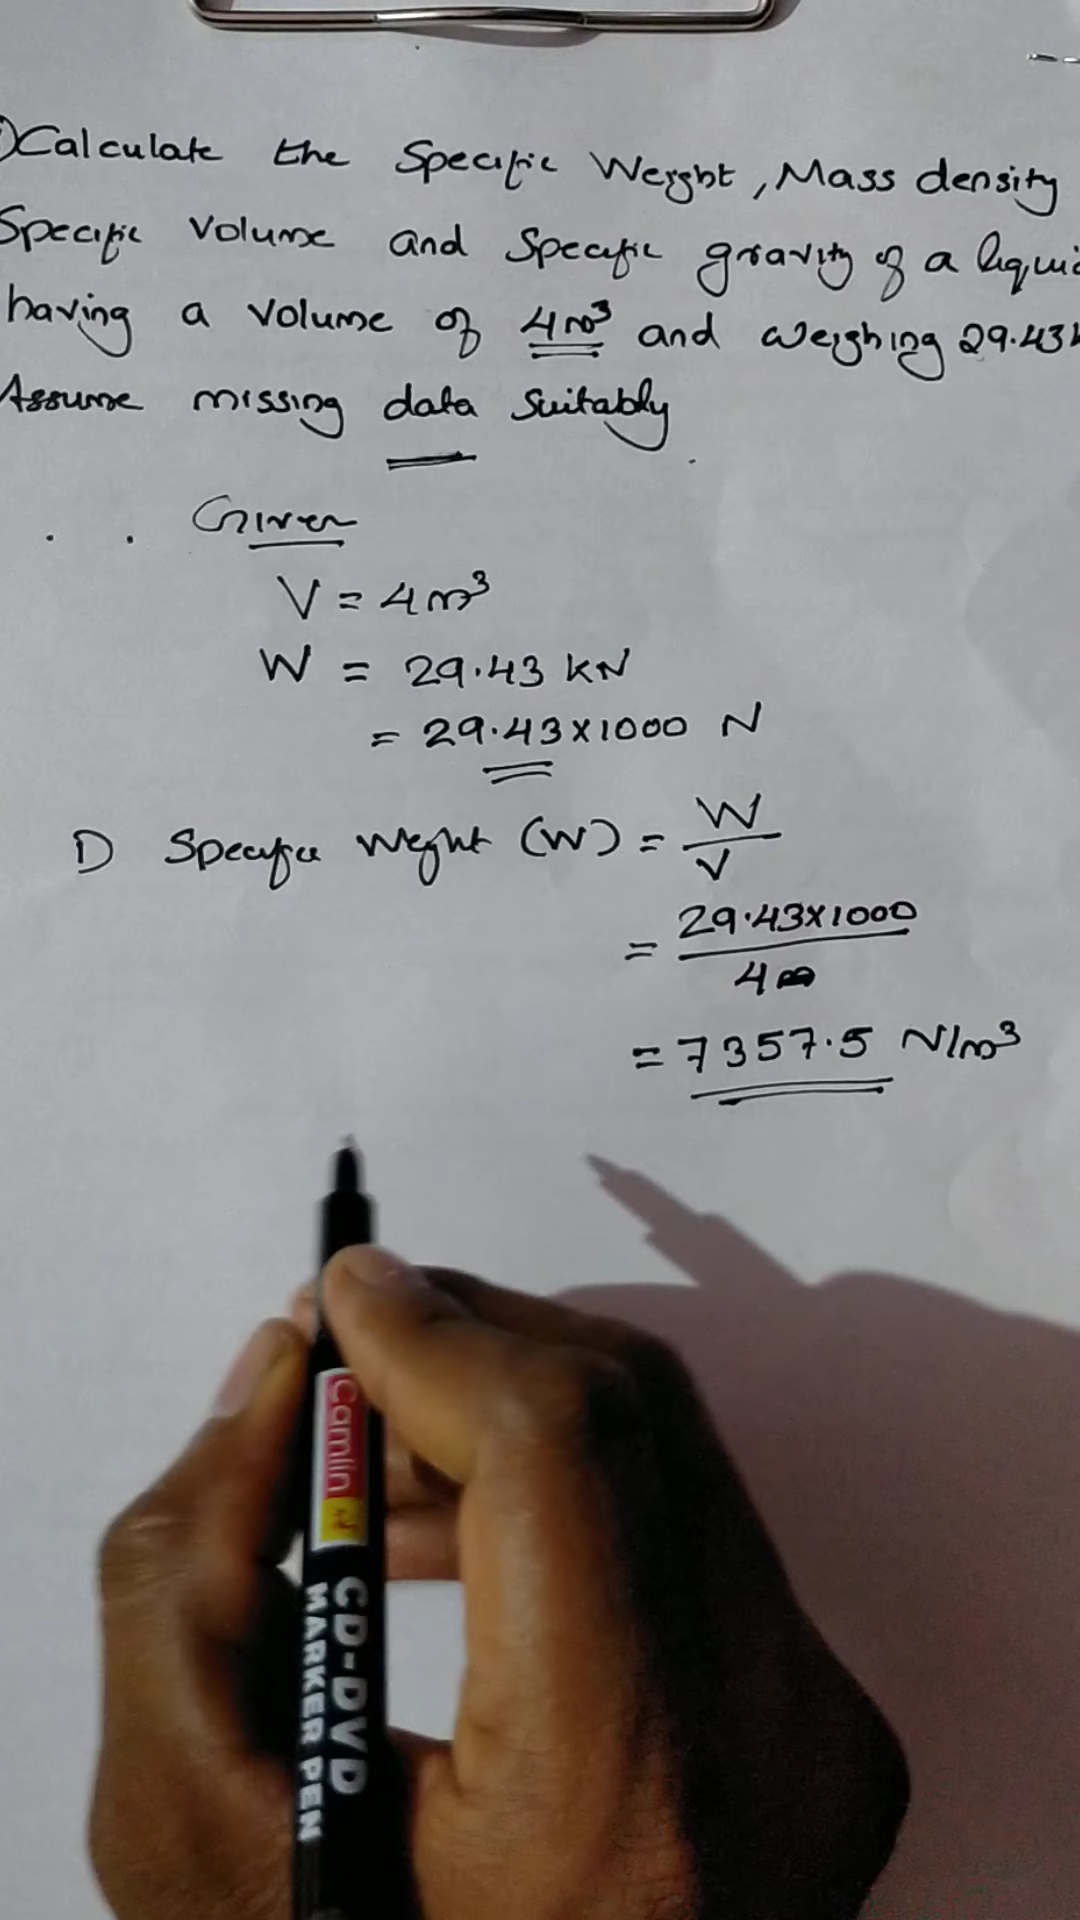 Calculate the Specific Weight, Mass density
Specific Volume and Specific gravity of a liquid
having a volume of 4m³ and weighing 29.43k
Assume missing data suitably
Given
V = 4m³
W = 29.43 KN
= 29.43x1000 N
1) Specific Weight (W) = W/V
= 29.43x1000/4
= 7357.5 N/m³
Camlin
CD-DVD
MARKER PEN